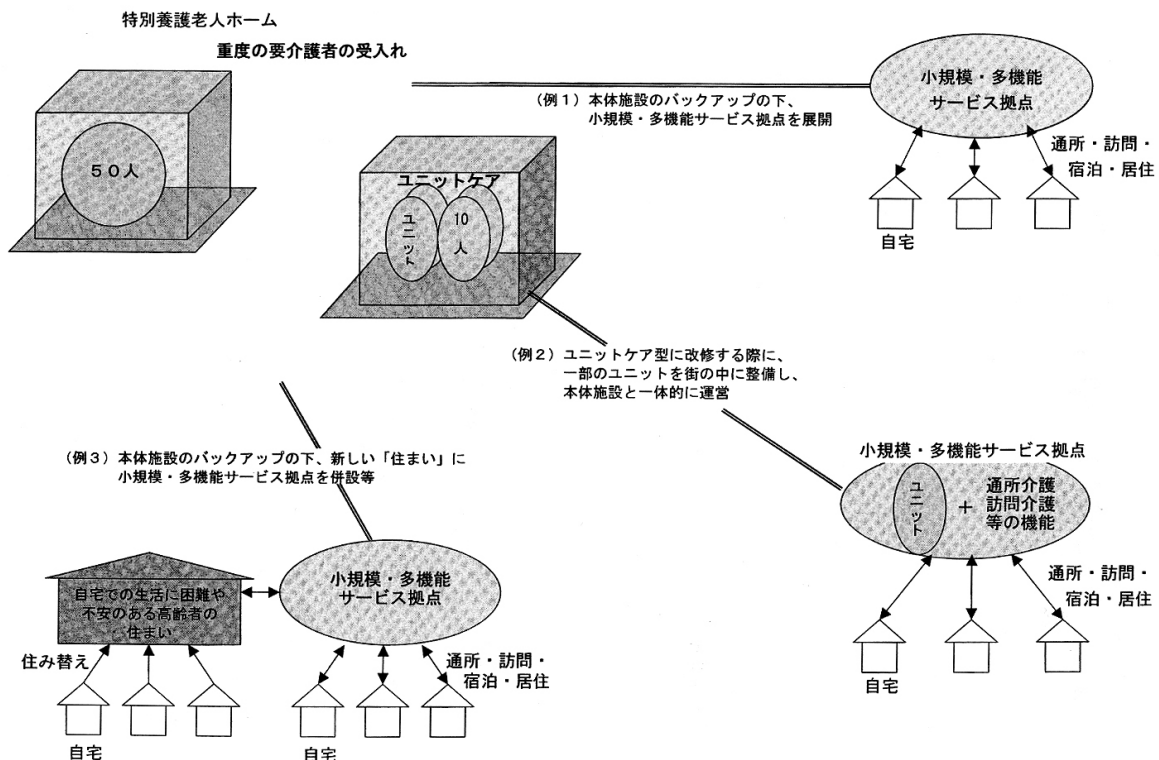 特別養護老人ホーム
重度の要介護者の受入れ
５０人
ユニットケア
ユニット
10人
（例１）本体施設のバックアップの下、
小規模・多機能サービス拠点を展開
小規模・多機能
サービス拠点
通所・訪問・
宿泊・居住
自宅
（例２）ユニットケア型に改修する際に、
一部のユニットを街の中に整備し、
本体施設と一体的に運営
小規模・多機能サービス拠点
ユニット
＋
通所介護
訪問介護
等の機能
通所・訪問・
宿泊・居住
自宅
（例３）本体施設のバックアップの下、新しい「住まい」に
小規模・多機能サービス拠点を併設等
自宅での生活に困難や
不安のある高齢者の
住まい
住み替え
自宅
小規模・多機能
サービス拠点
通所・訪問・
宿泊・居住
自宅